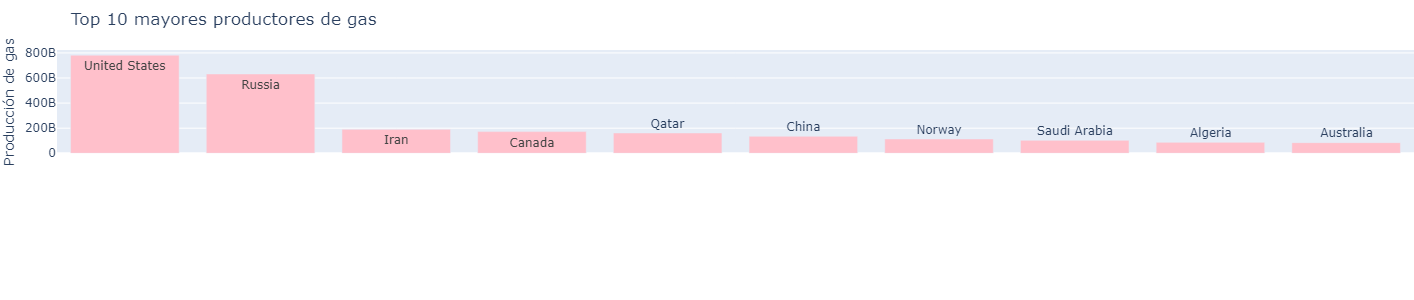 Top 10 mayores productores de gas
Producción de gas
800B
600B
400B
200B
0
United States
Russia
Iran
Canada
Qatar
China
Norway
Saudi Arabia
Algeria
Australia